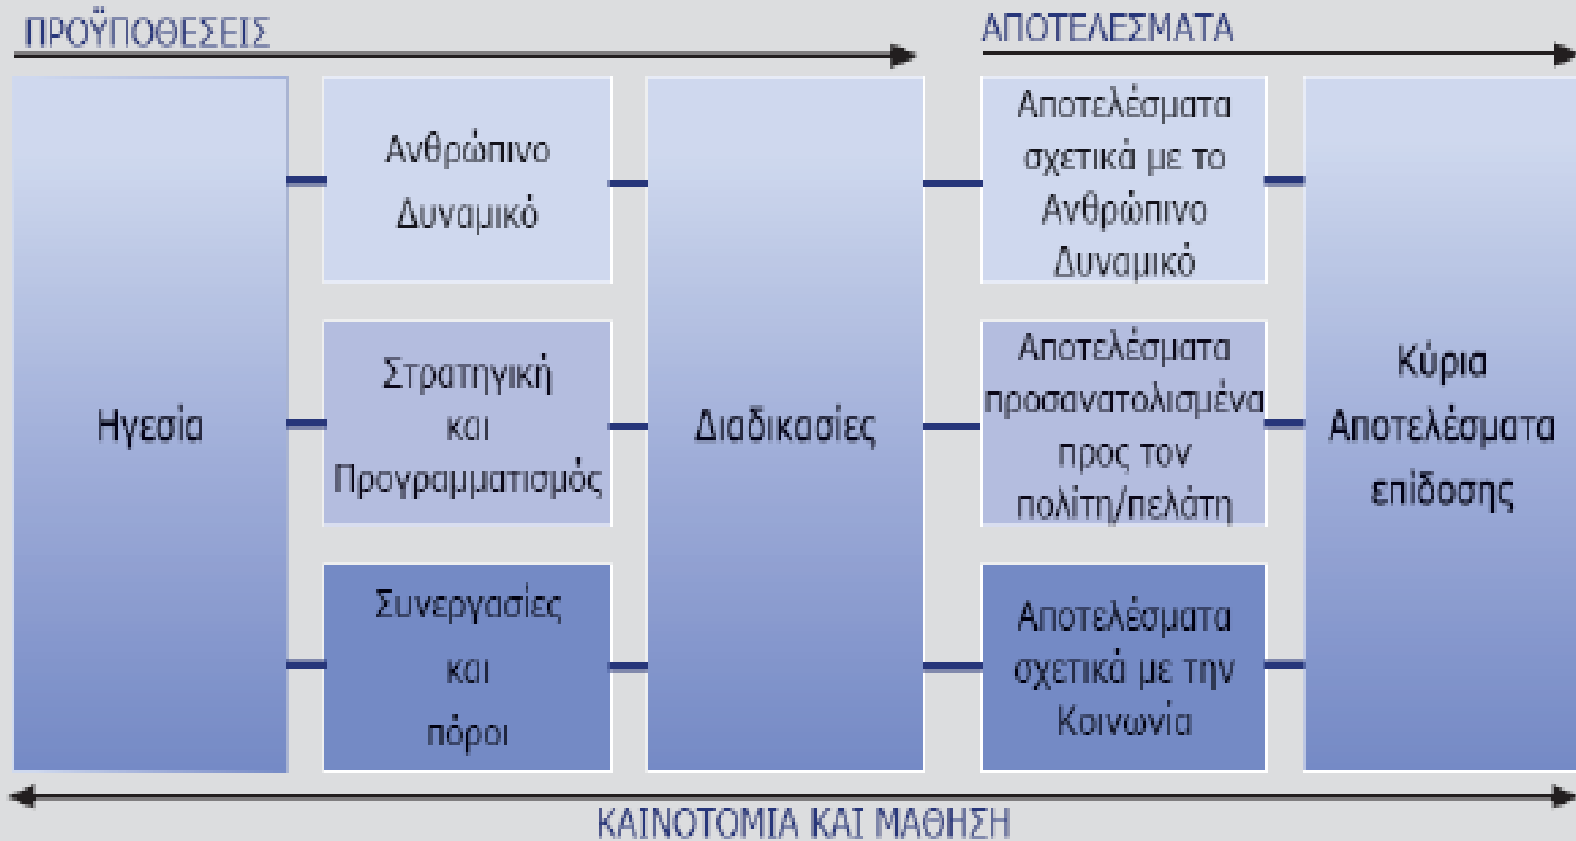 ΠΡΟΫΠΟΘΕΣΕΙΣ
ΑΠΟΤΕΛΕΣΜΑΤΑ
Ηγεσία
Ανθρώπινο
Δυναμικό
Στρατηγική
και
Προγραμματισμός
Συνεργασίες
και
πόροι
Διαδικασίες
Αποτελέσματα
σχετικά με το
Ανθρώπινο
Δυναμικό
Αποτελέσματα
προσανατολισμένα
προς τον
πολίτη/πελάτη
Αποτελέσματα
σχετικά με την
Κοινωνία
Κύρια
Αποτελέσματα
επίδοσης
ΚΑΙΝΟΤΟΜΙΑ ΚΑΙ ΜΑΘΗΣΗ